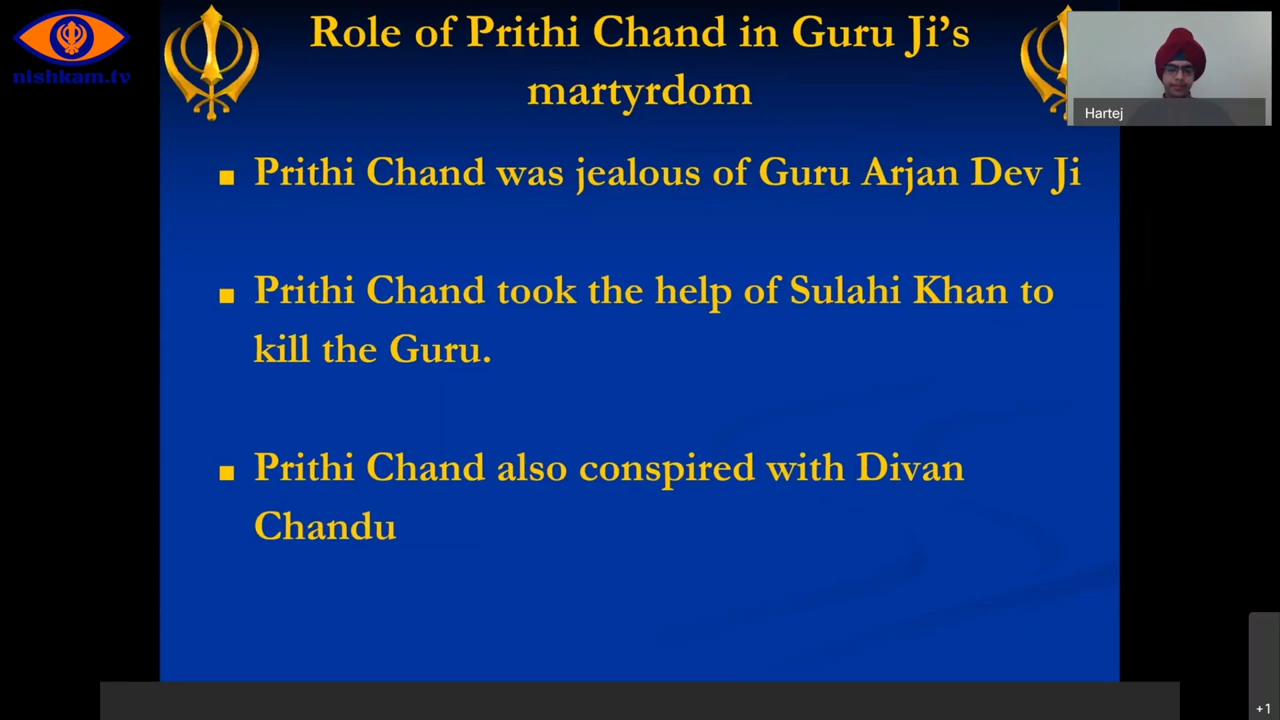 nishkam.tv
Role of Prithi Chand in Guru Ji’s
martyrdom
Hartej
■ Prithi Chand was jealous of Guru Arjan Dev Ji
■ Prithi Chand took the help of Sulahi Khan to
kill the Guru.
■ Prithi Chand also conspired with Divan
Chandu
+1